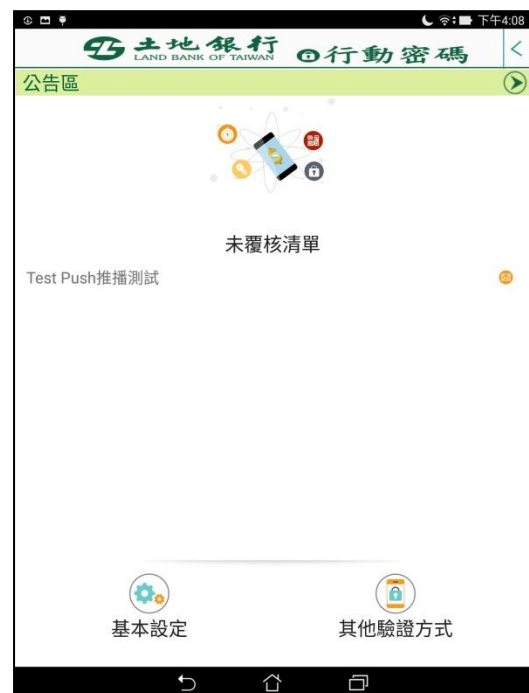 下午4:08
土地銀行 行動密碼
LAND BANK OF TAIWAN
公告區
未覆核清單
Test Push推播測試
基本設定 其他驗證方式